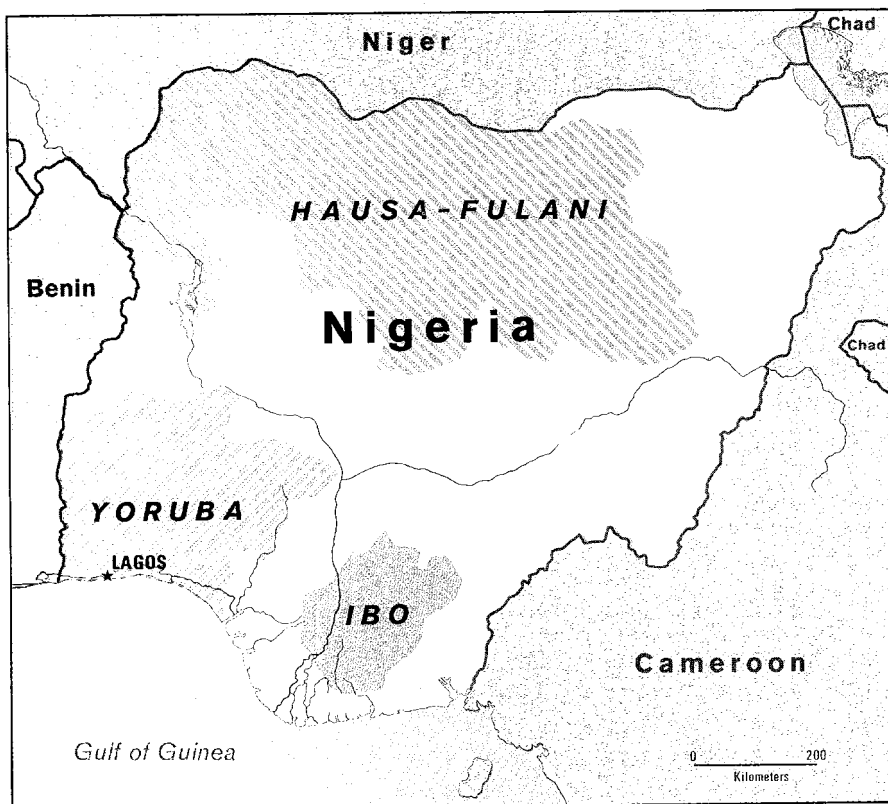 Niger
Chad
HAUSA-FULANI
Benin
Nigeria
Chad
YORUBA
LAGOS
IBO
Cameroon
Gulf of Guinea
0 200
Kilometers